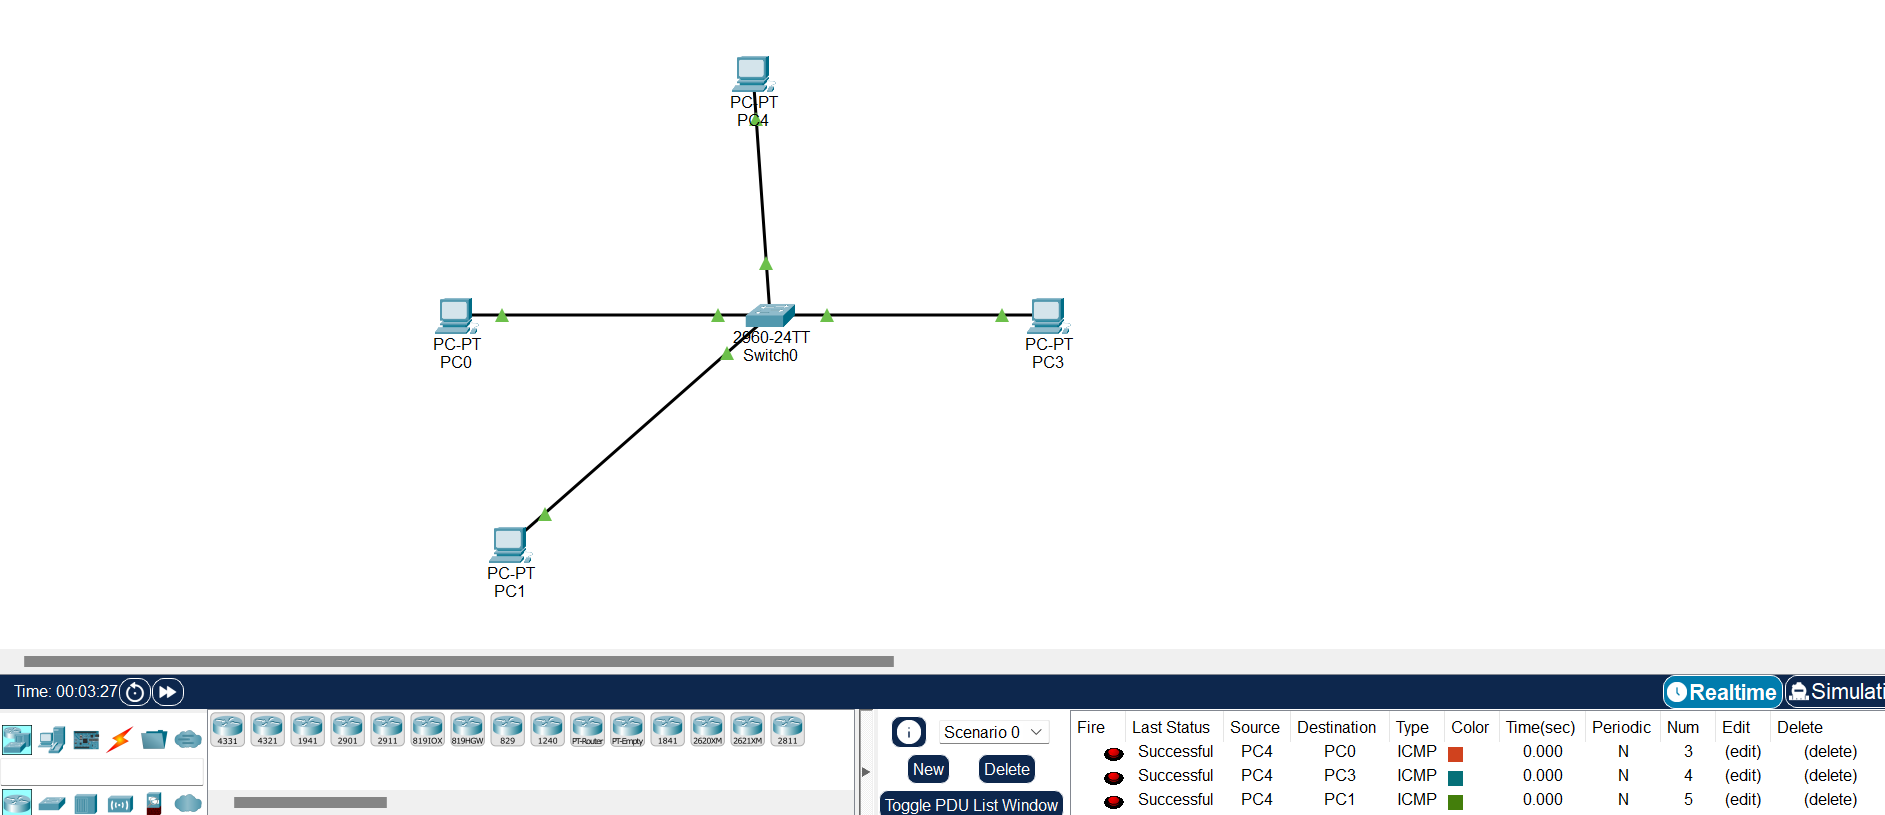 PC-PT
PC4
PC-PT
PC0
2960-24TT
Switch0
PC-PT
PC3
PC-PT
PC1
Time: 00:03:27
Realtime
Simulati
4331
4321
1941
2901
2911
819IOX
819HGW
829
1240
PT-Router
PT-Empty
1841
2620XM
2621XM
2811
Scenario 0
New
Delete
Toggle PDU List Window
Fire Last Status Source Destination Type Color Time(sec) Periodic Num Edit Delete
Successful PC4 PC0 ICMP 0.000 N 3 (edit) (delete)
Successful PC4 PC3 ICMP 0.000 N 4 (edit) (delete)
Successful PC4 PC1 ICMP 0.000 N 5 (edit) (delete)